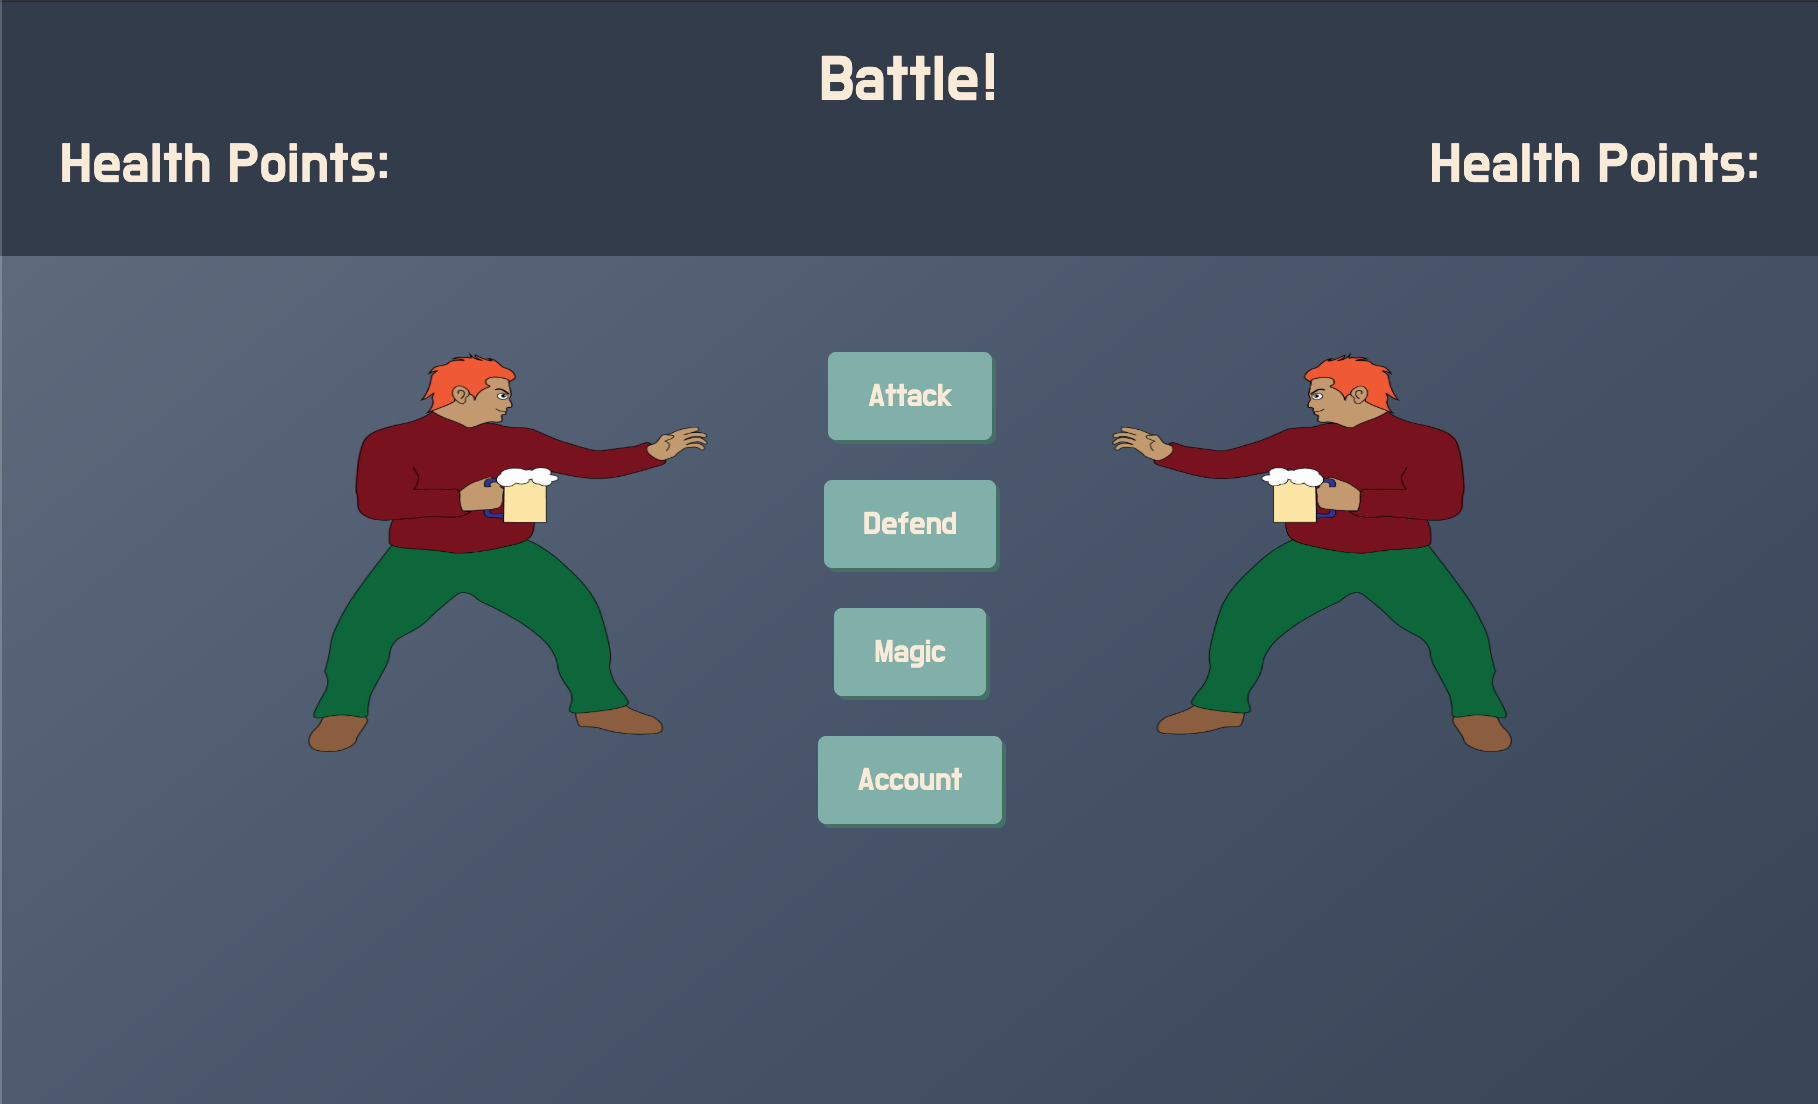 Battle!
Health Points:
Health Points:
Attack
Defend
Magic
Account